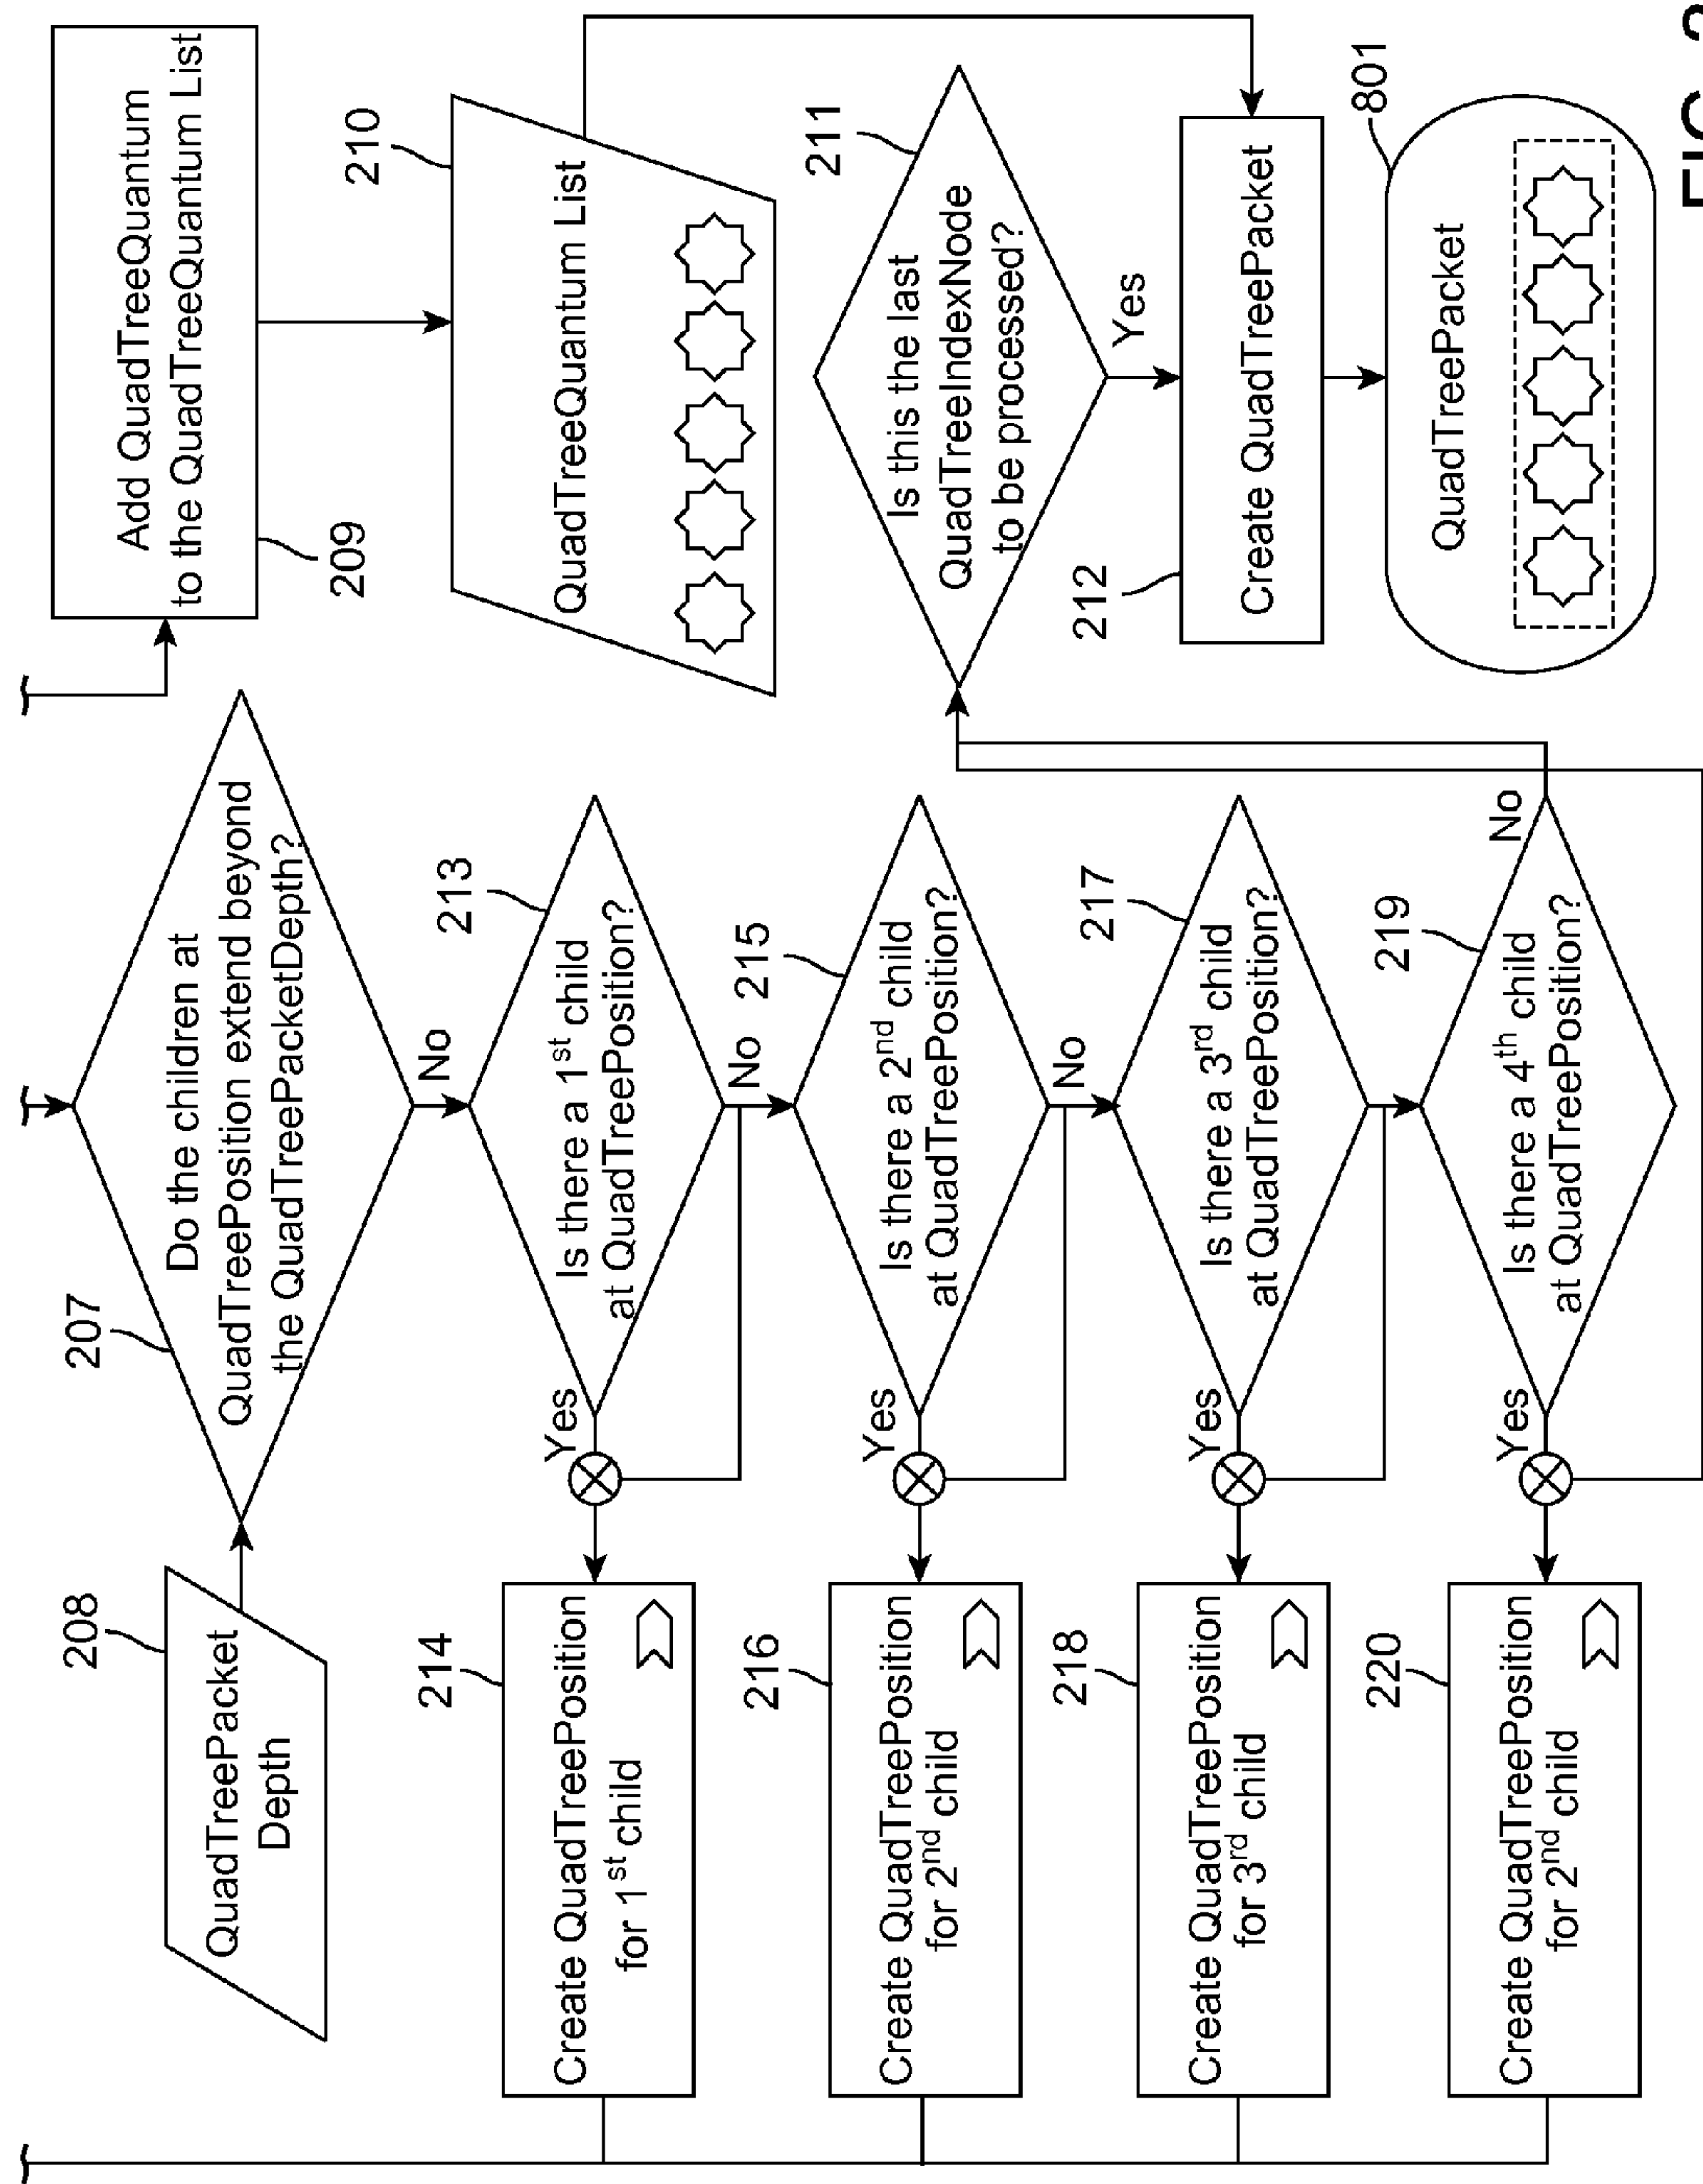 Add QuadTreeQuantum
to the QuadTreeQuantum List
209
210
QuadTreeQuantum List
211
Is this the last
QuadTreeIndexNode
to be processed?
Yes
212
Create QuadTreePacket
801
QuadTreePacket
207
Do the children at
QuadTreePosition extend beyond
the QuadTreePacketDepth?
No
208
QuadTreePacket
Depth
213
Is there a 1st child
at QuadTreePosition?
Yes
No
214
Create QuadTreePosition
for 1st child
215
Is there a 2nd child
at QuadTreePosition?
Yes
No
216
Create QuadTreePosition
for 2nd child
217
Is there a 3rd child
at QuadTreePosition?
Yes
218
Create QuadTreePosition
for 3rd child
219
Is there a 4th child
at QuadTreePosition?
Yes
No
220
Create QuadTreePosition
for 2nd child